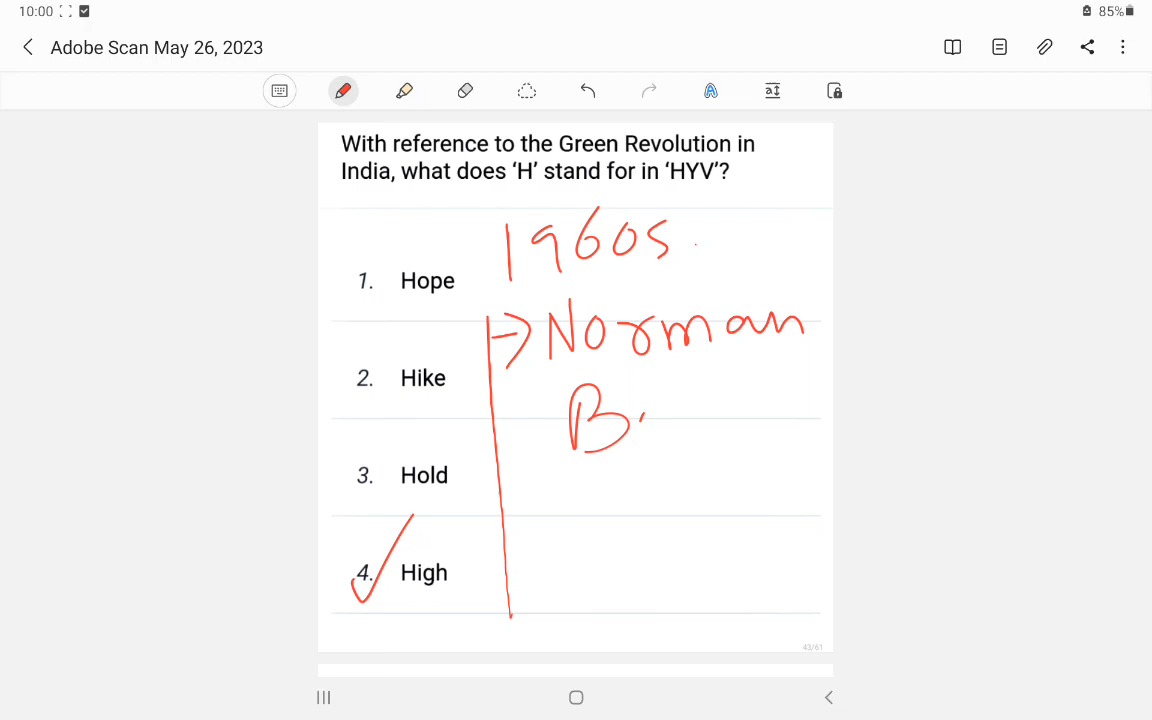 10:00
85%
Adobe Scan May 26, 2023
With reference to the Green Revolution in
India, what does ‘H’ stand for in ‘HYV’?
1960s
1. Hope
→ Norman
2. Hike
B
3. Hold
4. High
43/61